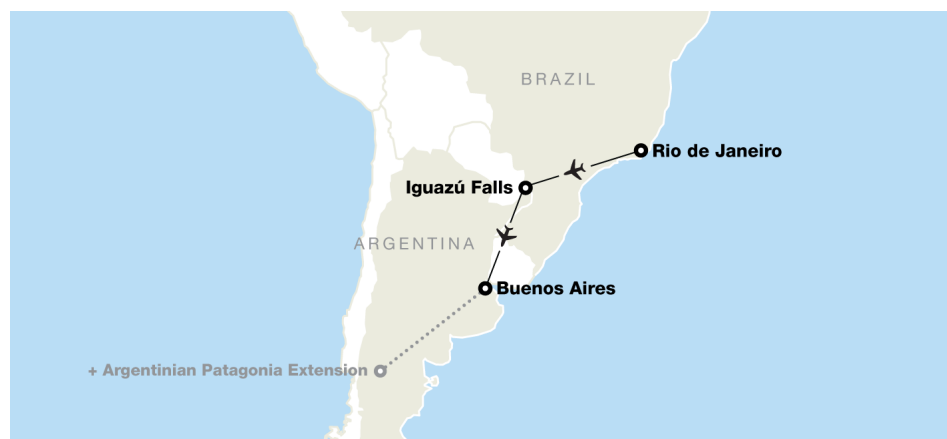 BRAZIL
Rio de Janeiro
Iguazú Falls
ARGENTINA
Buenos Aires
+ Argentinian Patagonia Extension